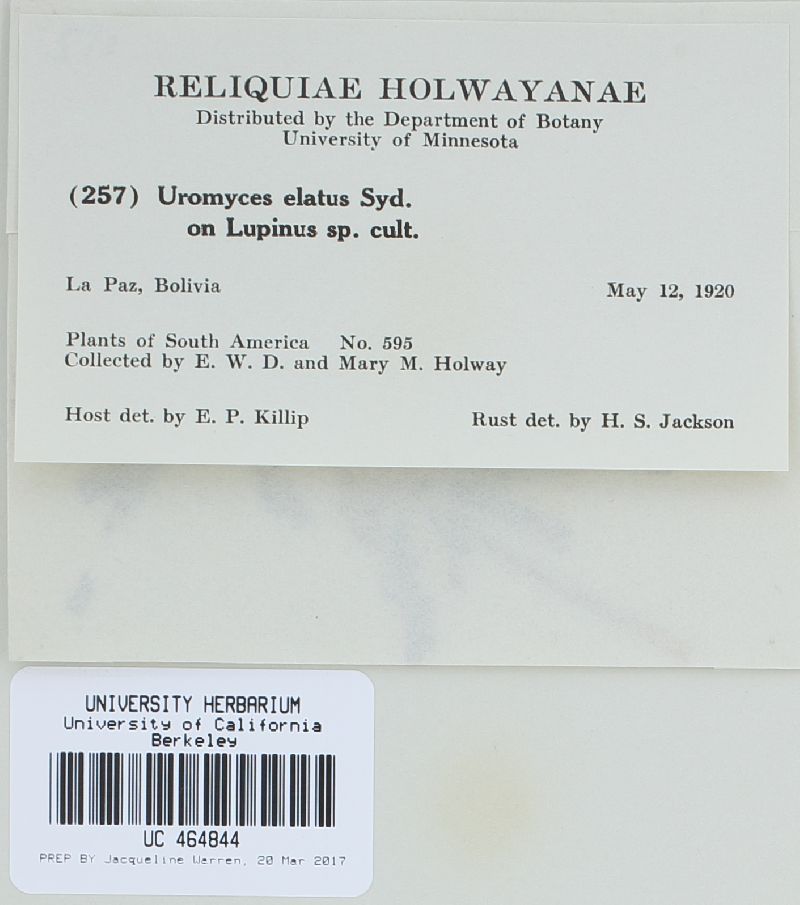 RELIQUIAE HOLWAYANAE
Distributed by the Department of Botany
University of Minnesota
(257) Uromyces elatus Syd.
on Lupinus sp. cult.
La Paz, Bolivia May 12, 1920
Plants of South America No. 595
Collected by E. W. D. and Mary M. Holway
Host det. by E. P. Killip Rust det. by H. S. Jackson
UNIVERSITY HERBARIUM
University of California
Berkeley
UC 464844
PREP BY Jacqueline Warren, 20 Mar 2017